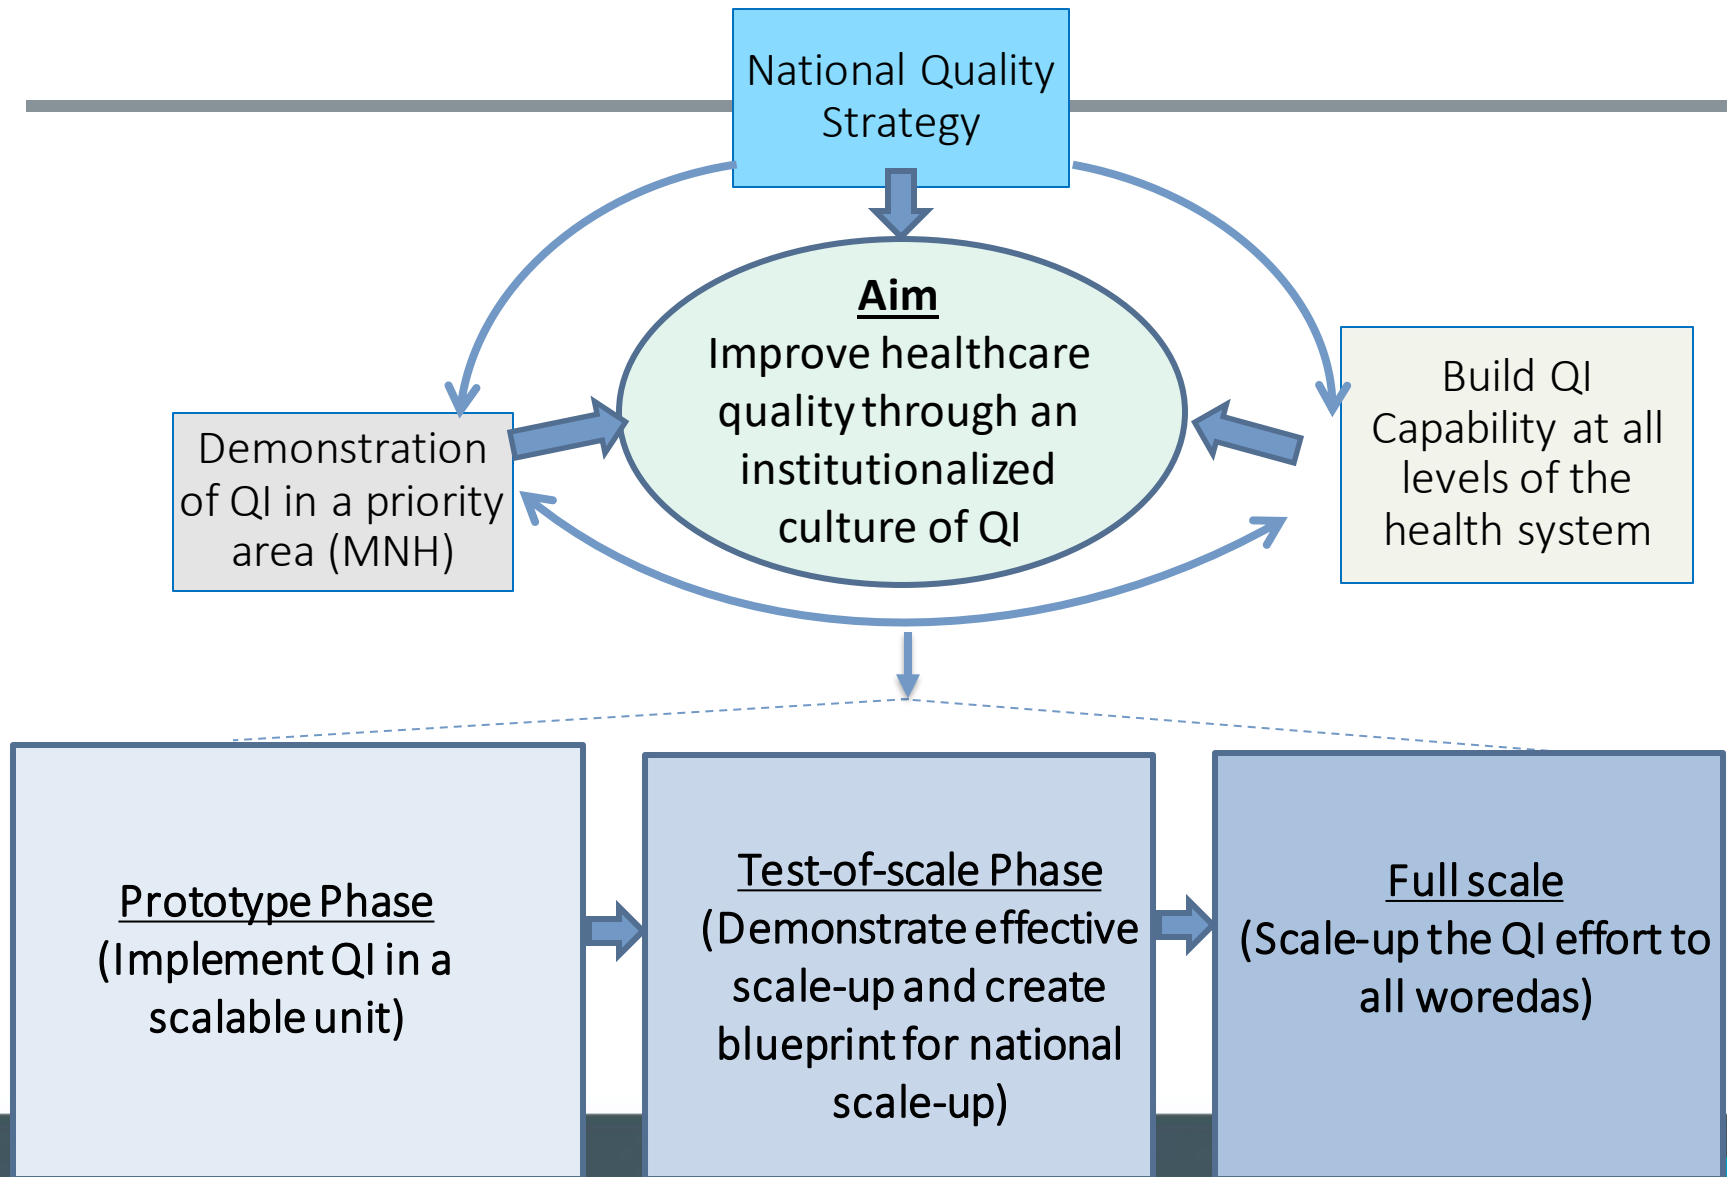 National Quality
Strategy
Aim
Improve healthcare
quality through an
institutionalized
culture of QI
Demonstration
of QI in a priority
area (MNH)
Build QI
Capability at all
levels of the
health system
Prototype Phase
(Implement QI in a
scalable unit)
Test-of-scale Phase
(Demonstrate effective
scale-up and create
blueprint for national
scale-up)
Full scale
(Scale-up the QI effort to
all woredas)